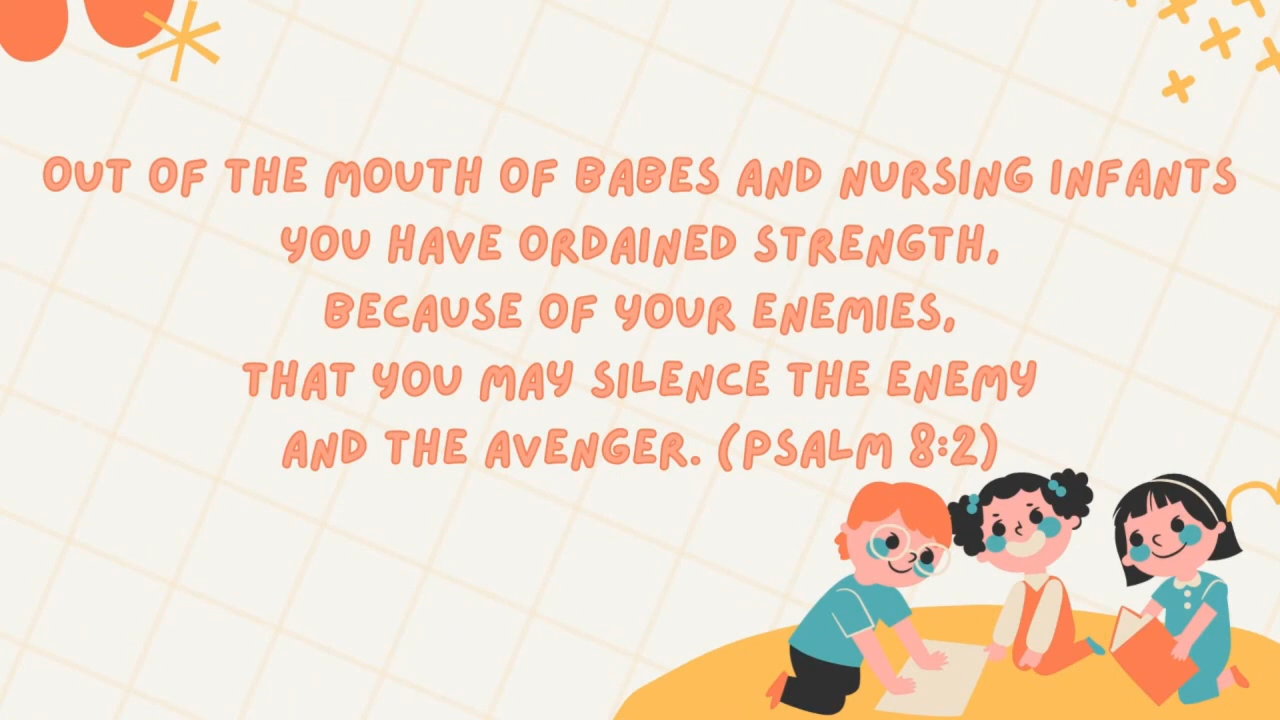 OUT OF THE MOUTH OF BABES AND NURSING INFANTS
YOU HAVE ORDAINED STRENGTH,
BECAUSE OF YOUR ENEMIES,
THAT YOU MAY SILENCE THE ENEMY
AND THE AVENGER. (PSALM 8:2)